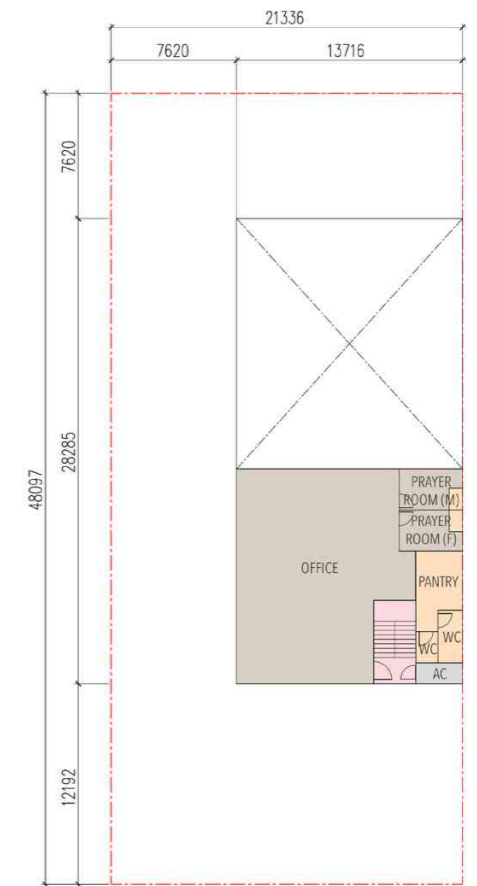 21336
7620
13716
7620
28285
48097
12192
PRAYER
ROOM (M)
PRAYER
ROOM (F)
OFFICE
PANTRY
WC
WC
AC